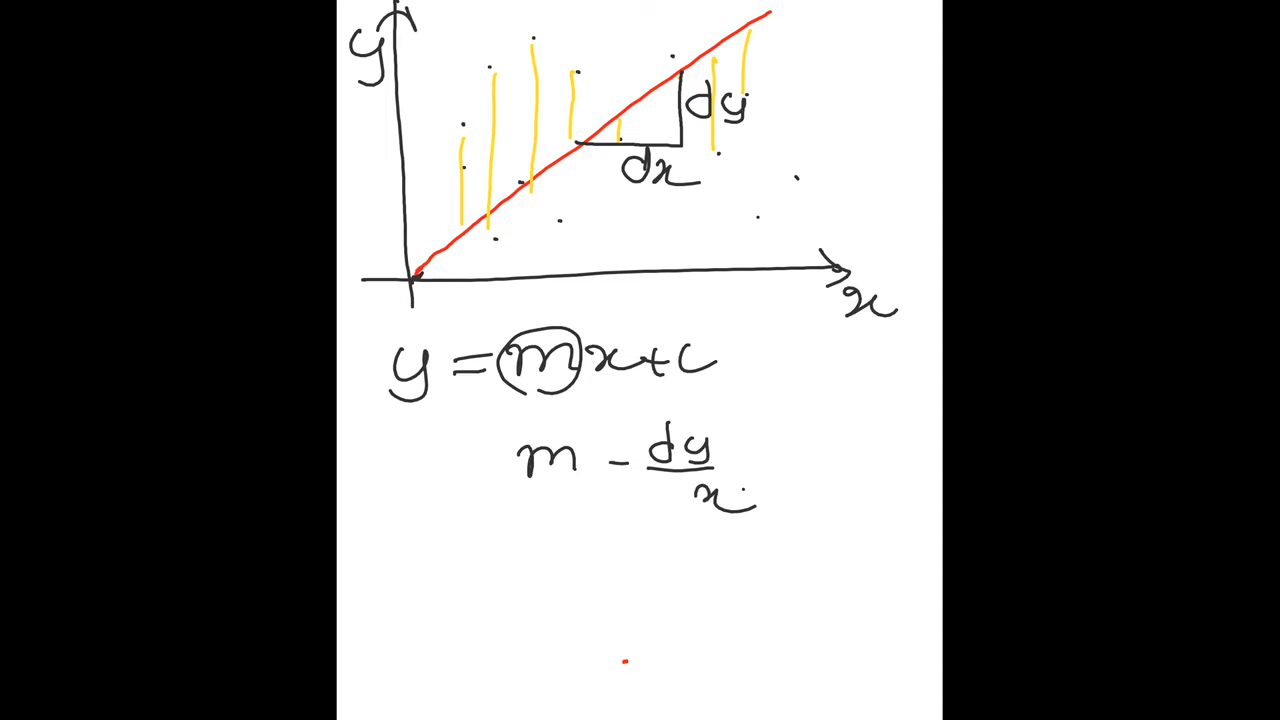 y
dy
dx
x
y = mx+c
m - dy
x